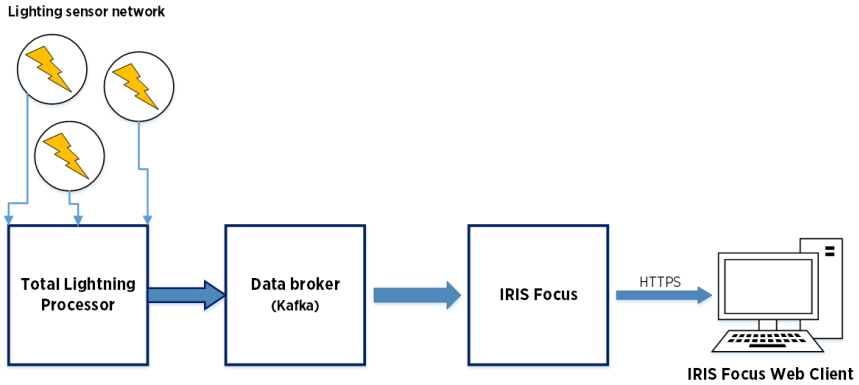 Lighting sensor network
Total Lightning
Processor
Data broker
(Kafka)
IRIS Focus
HTTPS
IRIS Focus Web Client